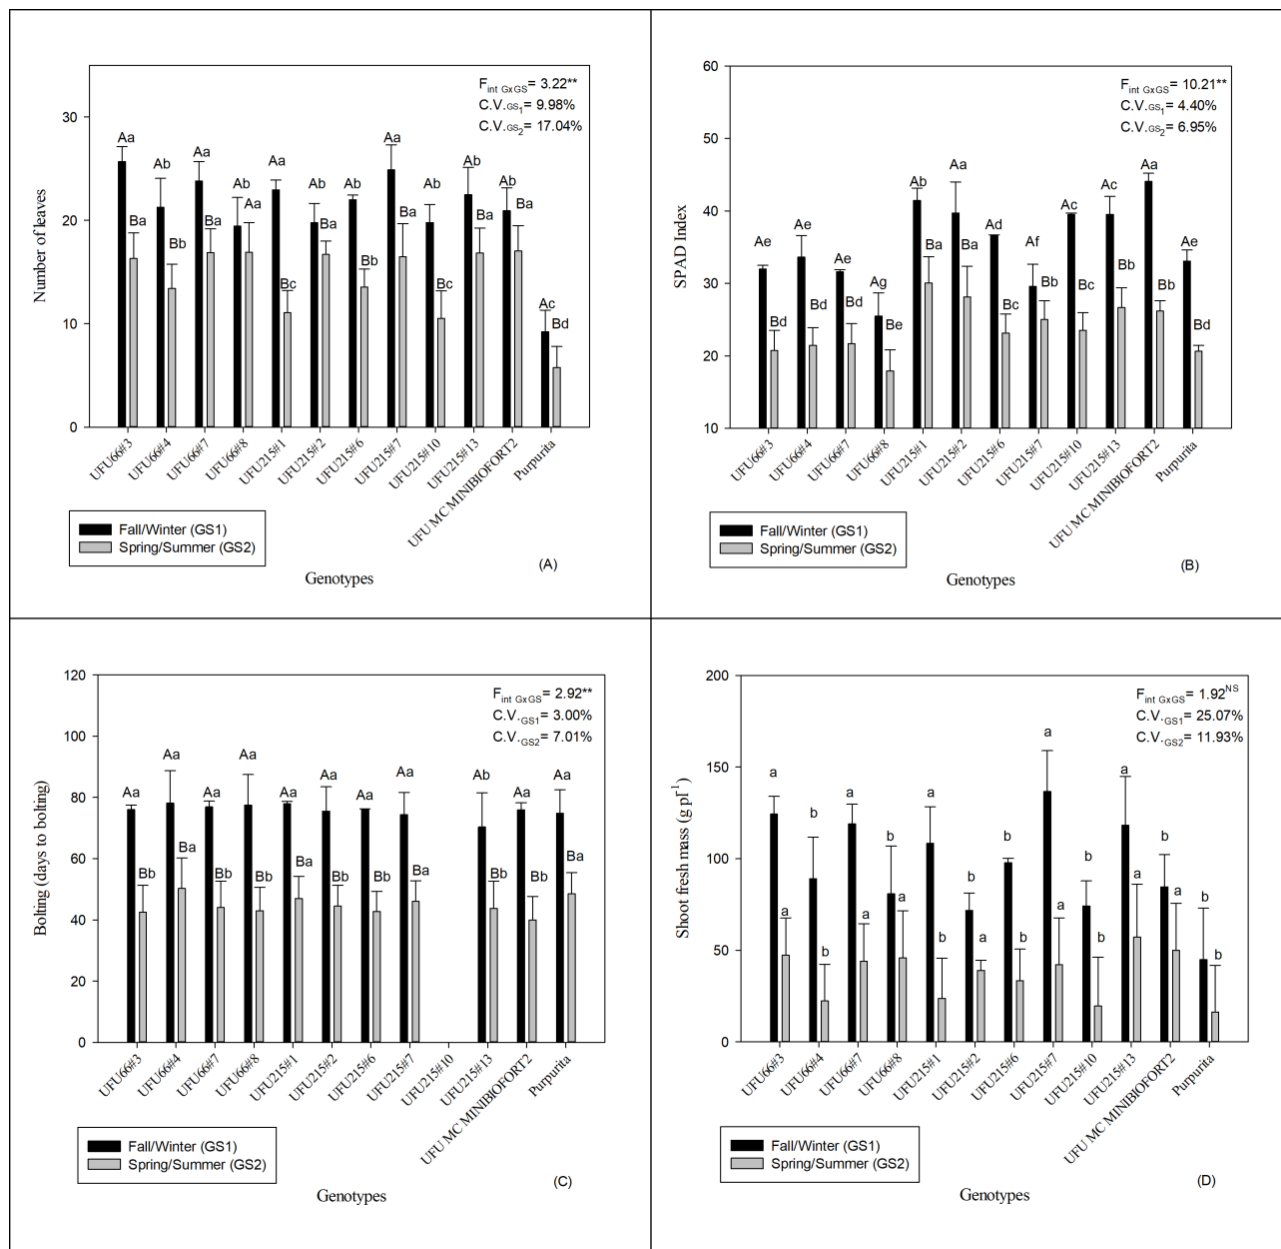 F int GxGS = 3.22**
C.V.GS1= 9.98%
C.V.GS2= 17.04%
30
20
10
0
Number of leaves
Aa Ab Aa Ab Aa Ab Ab Aa Ab Ab Ab Ac
Ba Bb Ba Aa Bc Ba Bb Ba Bc Ba Ba Bd
UFU66#3 UFU66#4 UFU66#7 UFU66#8 UFU215#1 UFU215#2 UFU215#6 UFU215#7 UFU215#10 UFU215#13 UFU MC MINIBIOFORT2 Purpurita
Fall/Winter (GS1)
Spring/Summer (GS2)
(A)
Genotypes
F int GxGS = 10.21**
C.V.GS1= 4.40%
C.V.GS2= 6.95%
60
50
40
30
20
10
SPAD Index
Ae Ae Ae Ag Ab Aa Ad Af Ac Ac Aa Ae
Bd Bd Bd Be Ba Ba Bc Bb Bc Bb Bb Bd
UFU66#3 UFU66#4 UFU66#7 UFU66#8 UFU215#1 UFU215#2 UFU215#6 UFU215#7 UFU215#10 UFU215#13 UFU MC MINIBIOFORT2 Purpurita
Fall/Winter (GS1)
Spring/Summer (GS2)
(B)
Genotypes
F int GxGS = 2.92**
C.V.GS1= 3.00%
C.V.GS2= 7.01%
120
100
80
60
40
20
0
Bolting (days to bolting)
Aa Aa Aa Aa Aa Aa Aa Aa Ab Aa Aa
Bb Ba Bb Bb Ba Bb Bb Ba Bb Bb Ba
UFU66#3 UFU66#4 UFU66#7 UFU66#8 UFU215#1 UFU215#2 UFU215#6 UFU215#7 UFU215#10 UFU215#13 UFU MC MINIBIOFORT2 Purpurita
Fall/Winter (GS1)
Spring/Summer (GS2)
(C)
Genotypes
F int GxGS = 1.92NS
C.V.GS1= 25.07%
C.V.GS2= 11.93%
200
150
100
50
0
Shoot fresh mass (g pl-1)
a b a b a b b a b a b b
a b a a b a b a b a a b
UFU66#3 UFU66#4 UFU66#7 UFU66#8 UFU215#1 UFU215#2 UFU215#6 UFU215#7 UFU215#10 UFU215#13 UFU MC MINIBIOFORT2 Purpurita
Fall/Winter (GS1)
Spring/Summer (GS2)
(D)
Genotypes